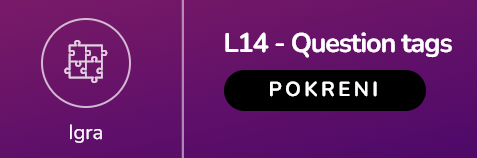 L14 - Question tags
POKRENI
Igra